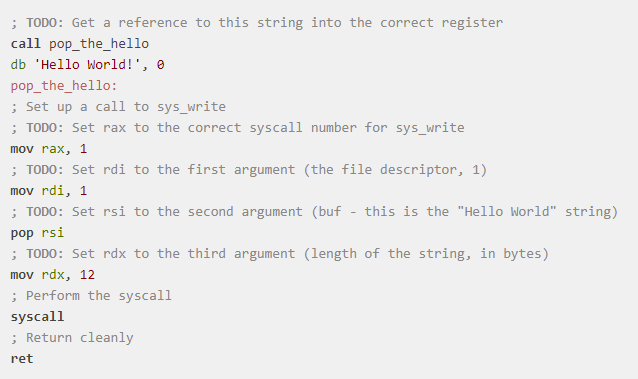 ; TODO: Get a reference to this string into the correct register
call pop_the_hello
db 'Hello World!', 0
pop_the_hello:
; Set up a call to sys_write
; TODO: Set rax to the correct syscall number for sys_write
mov rax, 1
; TODO: Set rdi to the first argument (the file descriptor, 1)
mov rdi, 1
; TODO: Set rsi to the second argument (buf - this is the "Hello World" string)
pop rsi
; TODO: Set rdx to the third argument (length of the string, in bytes)
mov rdx, 12
; Perform the syscall
syscall
; Return cleanly
ret